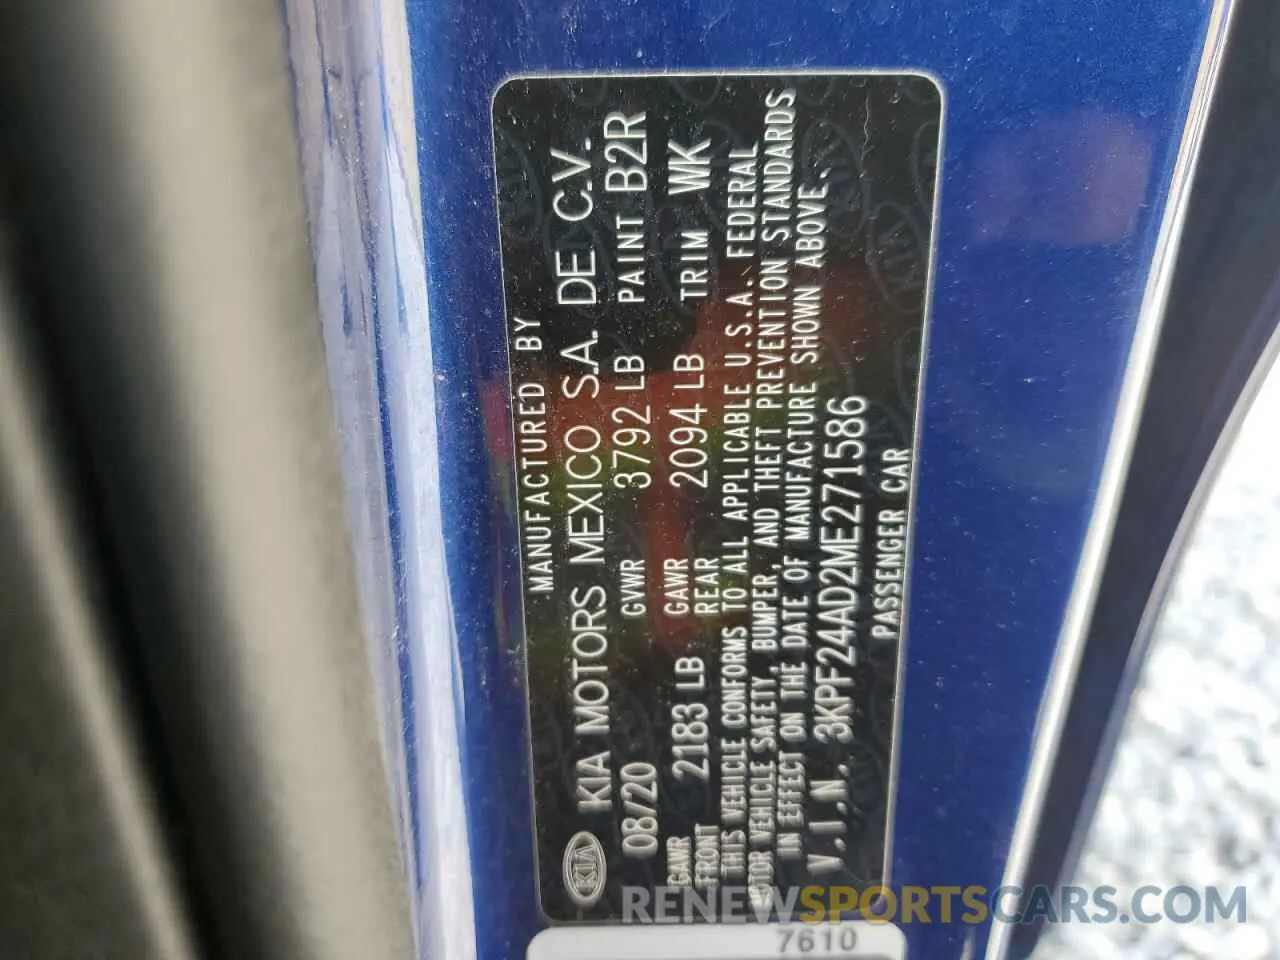 MANUFACTURED BY
KIA KIA MOTORS MEXICO S.A. DE C.V.
08/20 GVWR 3792 LB PAINT B2R
GAWR FRONT 2183 LB GAWR REAR 2094 LB TRIM WK
THIS VEHICLE CONFORMS TO ALL APPLICABLE U.S.A. FEDERAL
VEHICLE SAFETY, BUMPER, AND THEFT PREVENTION STANDARDS
IN EFFECT ON THE DATE OF MANUFACTURE SHOWN ABOVE.
V.I.N. 3KPF24AD2ME271586
PASSENGER CAR
7610
RENEWSPORTSCARS.COM